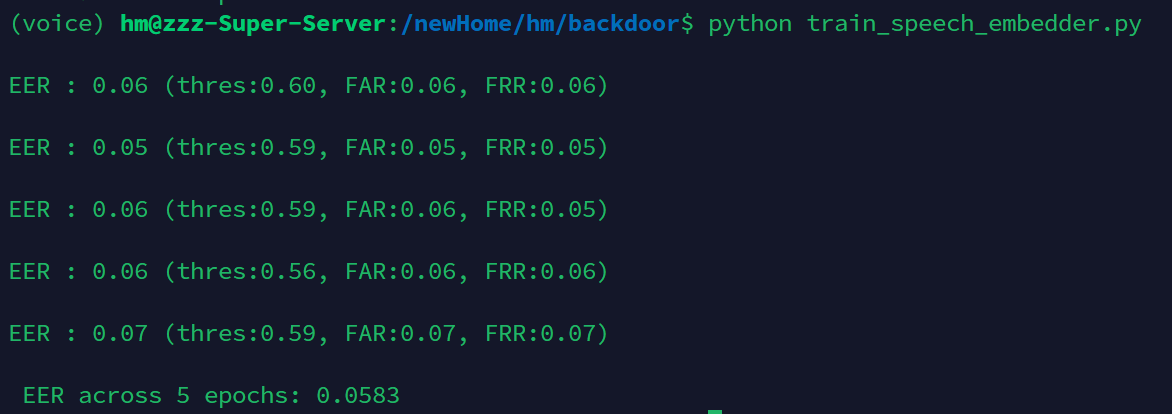 (voice) hm@zzz-Super-Server:/newHome/hm/backdoor$ python train_speech_embedder.py
EER : 0.06 (thres:0.60, FAR:0.06, FRR:0.06)
EER : 0.05 (thres:0.59, FAR:0.05, FRR:0.05)
EER : 0.06 (thres:0.59, FAR:0.06, FRR:0.05)
EER : 0.06 (thres:0.56, FAR:0.06, FRR:0.06)
EER : 0.07 (thres:0.59, FAR:0.07, FRR:0.07)
EER across 5 epochs: 0.0583